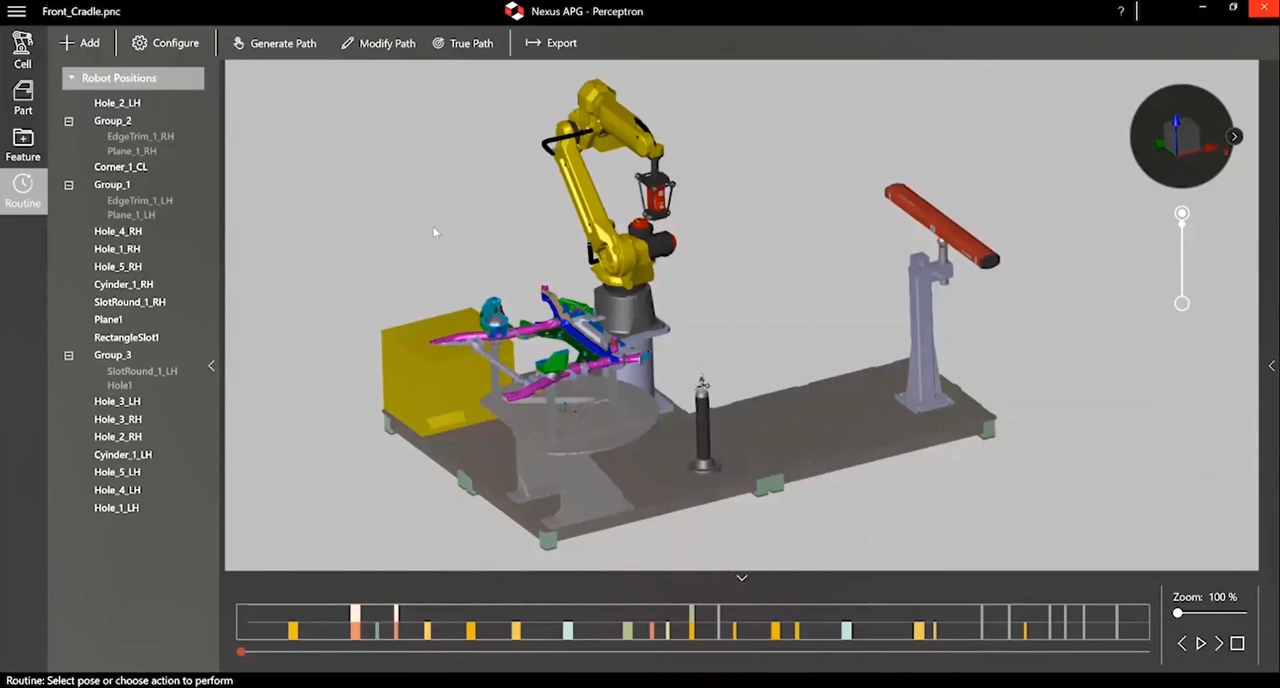 Front_Cradle.pnc
Nexus APG - Perceptron
?
Cell
Part
Feature
Routine
Add
Configure
Generate Path
Modify Path
True Path
Export
Robot Positions
Hole_2_LH
Group_2
EdgeTrim_1_RH
Plane_1_RH
Corner_1_CL
Group_1
EdgeTrim_1_LH
Plane_1_LH
Hole_4_RH
Hole_1_RH
Hole_5_RH
Cyinder_1_RH
SlotRound_1_RH
Plane1
RectangleSlot1
Group_3
SlotRound_1_LH
Hole1
Hole_3_LH
Hole_3_RH
Hole_2_RH
Cyinder_1_LH
Hole_5_LH
Hole_4_LH
Hole_1_LH
Zoom: 100 %
Routine: Select pose or choose action to perform